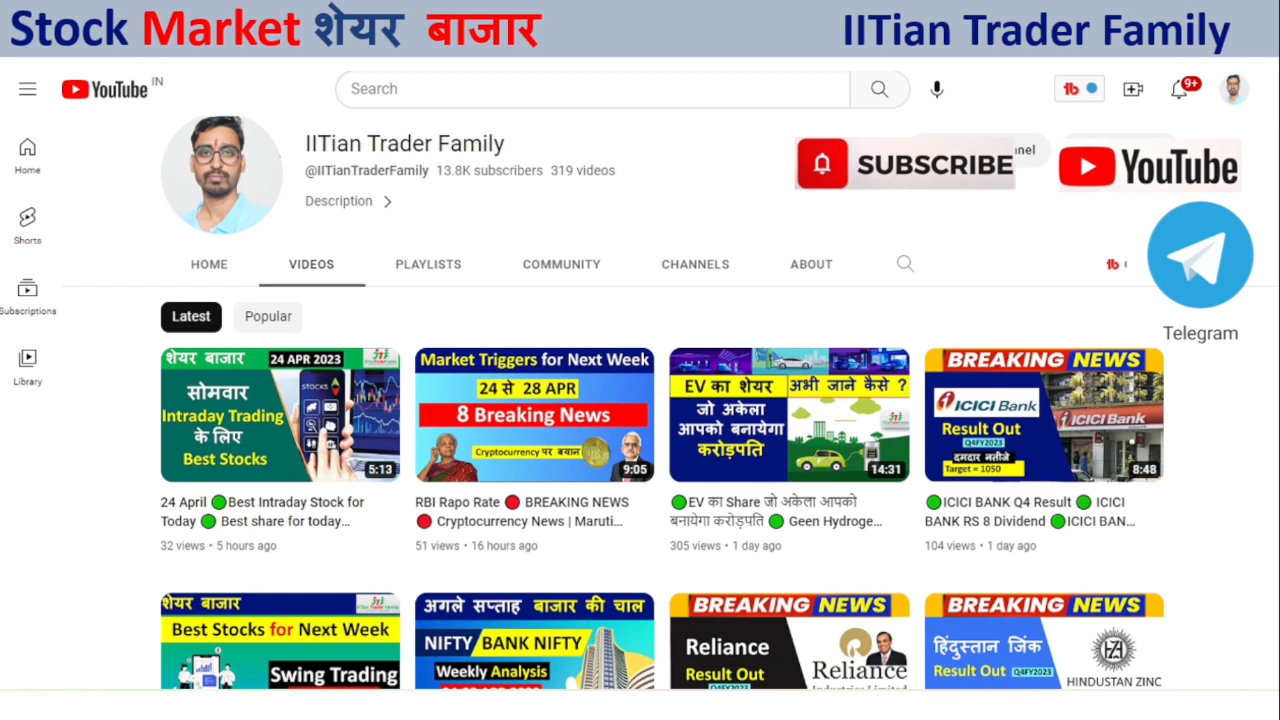 Stock Market शेयर बाजार
IITian Trader Family
YouTube IN
Search
9+
Home
Shorts
Subscriptions
Library
IITian Trader Family
@IITianTraderFamily 13.8K subscribers 319 videos
Description
SUBSCRIBE
YouTube
Telegram
HOME VIDEOS PLAYLISTS COMMUNITY CHANNELS ABOUT
Latest Popular
शेयर बाजार 24 APR 2023
सोमवार
Intraday Trading
के लिए
Best Stocks
STOCKS
5:13
24 April 🟢Best Intraday Stock for
Today 🟢 Best share for today...
32 views • 5 hours ago
Market Triggers for Next Week
24 से 28 APR
8 Breaking News
Cryptocurrency पर बयान
9:05
RBI Rapo Rate 🔴 BREAKING NEWS
🔴 Cryptocurrency News | Maruti...
51 views • 16 hours ago
EV का शेयर अभी जाने कैसे ?
जो अकेला
आपको बनायेगा
करोड़पति
14:31
🟢EV का Share जो अकेला आपको
बनायेगा करोड़पति 🟢 Geen Hydroge...
305 views • 1 day ago
BREAKING NEWS
ICICI Bank
ICICI Bank
Result Out
Q4FY2023
दमदार नतीजे
Target = 1050
8:48
🟢ICICI BANK Q4 Result 🟢 ICICI
BANK RS 8 Dividend 🟢ICICI BAN...
104 views • 1 day ago
शेयर बाजार
Best Stocks for Next Week
Swing Trading
अगले सप्ताह बाजार की चाल
NIFTY BANK NIFTY
Weekly Analysis
BREAKING NEWS
Reliance
Result Out
Q4FY2023
Reliance
Industries Limited
BREAKING NEWS
हिंदुस्तान जिंक
Result Out Q4FY2023
HINDUSTAN ZINC